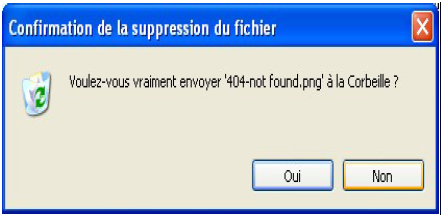 Confirmation de la suppression du fichier
Voulez-vous vraiment envoyer '404-not found.png' à la Corbeille ?
Oui
Non